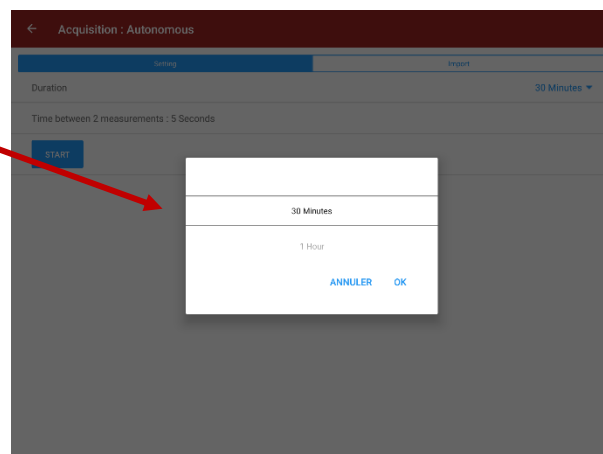 Acquisition : Autonomous
Setting Import
Duration 30 Minutes
Time between 2 measurements : 5 Seconds
START
30 Minutes
1 Hour
ANNULER OK